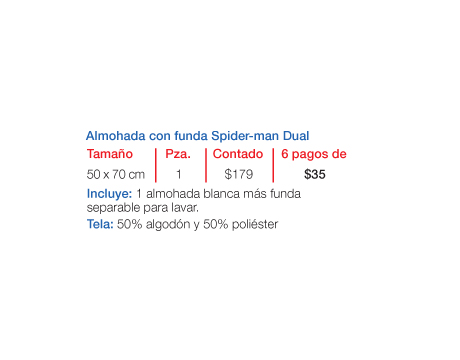 Almohada con funda Spider-man Dual
Tamaño Pza. Contado 6 pagos de
50 x 70 cm 1 $179 $35
Incluye: 1 almohada blanca más funda
separable para lavar.
Tela: 50% algodón y 50% poliéster